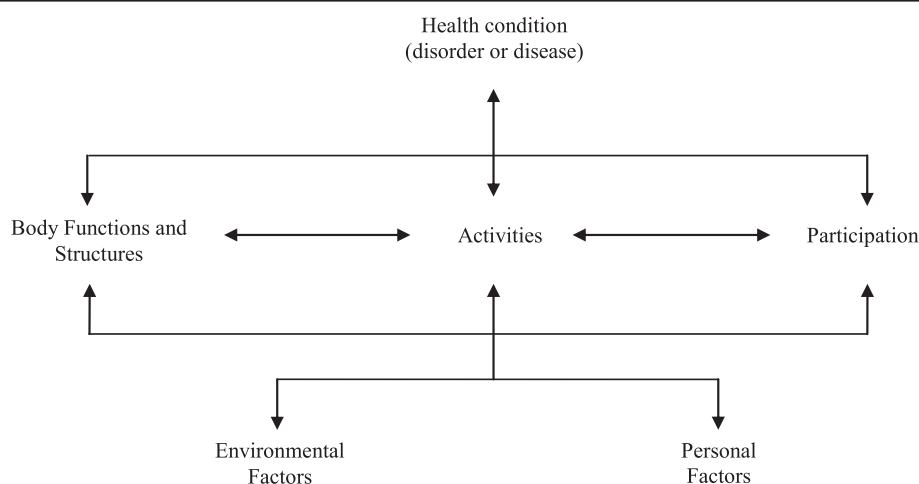 Health condition
(disorder or disease)
Body Functions and
Structures
Activities
Participation
Environmental
Factors
Personal
Factors